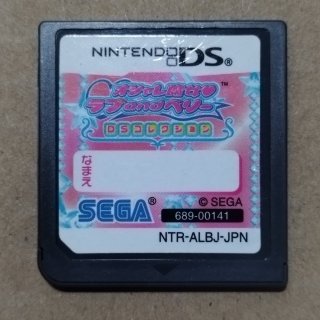 NINTENDO DS
TM
オシャレ魔女♥
ラブandベリー
DSコレクション
なまえ
SEGA®
© SEGA
689-00141
NTR-ALBJ-JPN